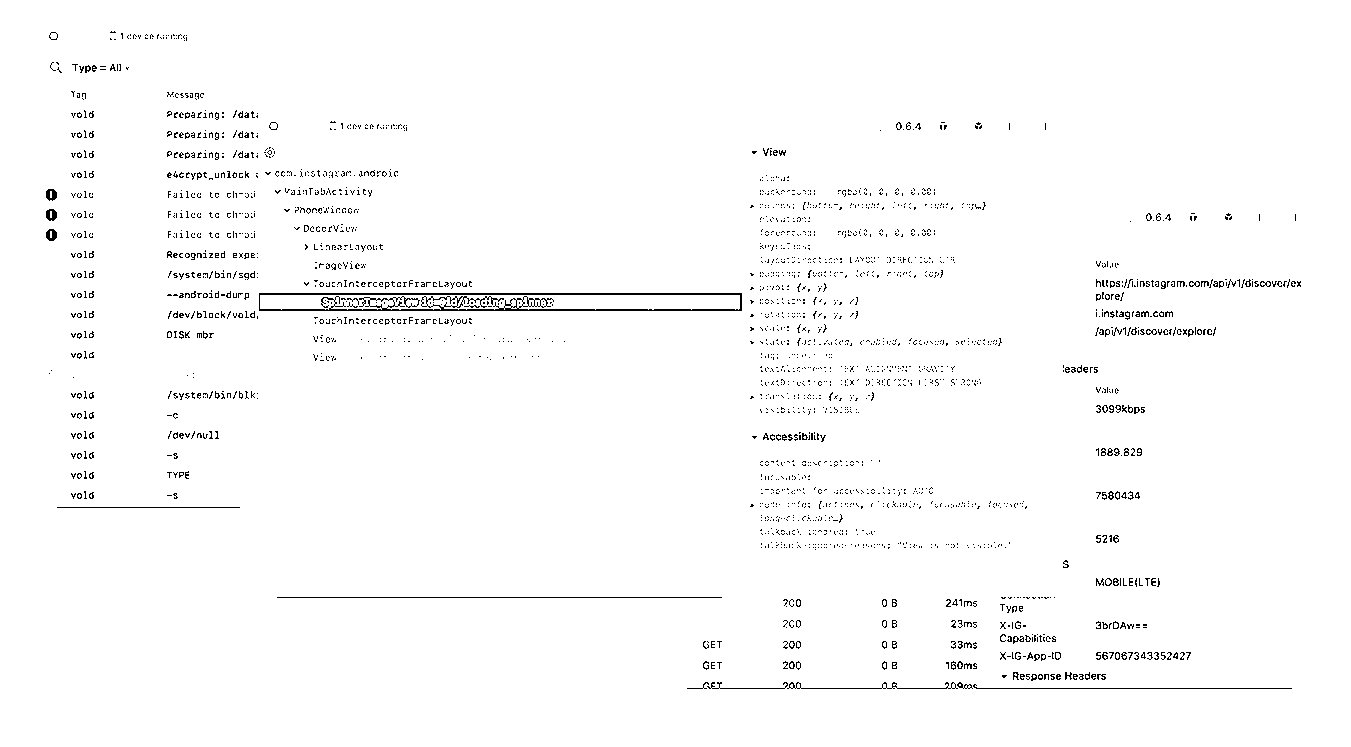 1 device running
Type = All
Tag Message
vold Preparing: /data
vold Preparing: /data
vold Preparing: /data
vold e4crypt_unlock
vold Failed to chmod
vold Failed to chmod
vold Failed to chmod
vold Recognized expe
vold /system/bin/sgd
vold --android-dump
vold /dev/block/vold
vold DISK mbr
vold
vold /system/bin/blk
vold -c
vold /dev/null
vold -s
vold TYPE
vold -s
1 device running
0.6.4
com.instagram.android
MainTabActivity
PhoneWindow
DecorView
LinearLayout
ImageView
TouchInterceptorFrameLayout
SpinnerImageView
TouchInterceptorFrameLayout
View
View
View
alpha:
background: rgba(0, 0, 0, 0.00)
bounds: {bottom, height, left, right, top…}
elevation:
foreground: rgba(0, 0, 0, 0.00)
keyedTags:
layoutDirection: LAYOUT_DIRECTION_LTR
padding: {bottom, left, right, top}
pivot: {x, y}
position: {x, y, z}
rotation: {x, y, z}
scale: {x, y}
state: {activated, enabled, focused, selected}
textAlignment: TEXT_ALIGNMENT_GRAVITY
textDirection: TEXT_DIRECTION_FIRST_STRONG
translation: {x, y, z}
visibility: VISIBLE
Accessibility
content-description: ""
focusable:
important-for-accessibility: AUTO
node-info: {actions, clickable, focusable, focused,
longClickable…}
talkback-ignored: true
talkback-ignored-reasons: "View is not visible."
0.6.4
Value
https://i.instagram.com/api/v1/discover/ex
plore/
i.instagram.com
/api/v1/discover/explore/
leaders
Value
3099kbps
1889.829
7580434
5216
S
MOBILE(LTE)
Type
X-IG-
Capabilities
3brDAw==
X-IG-App-ID 567067343352427
Response Headers
200 0 B 241ms
200 0 B 23ms
GET 200 0 B 33ms
GET 200 0 B 160ms
GET 200 0 B 209ms